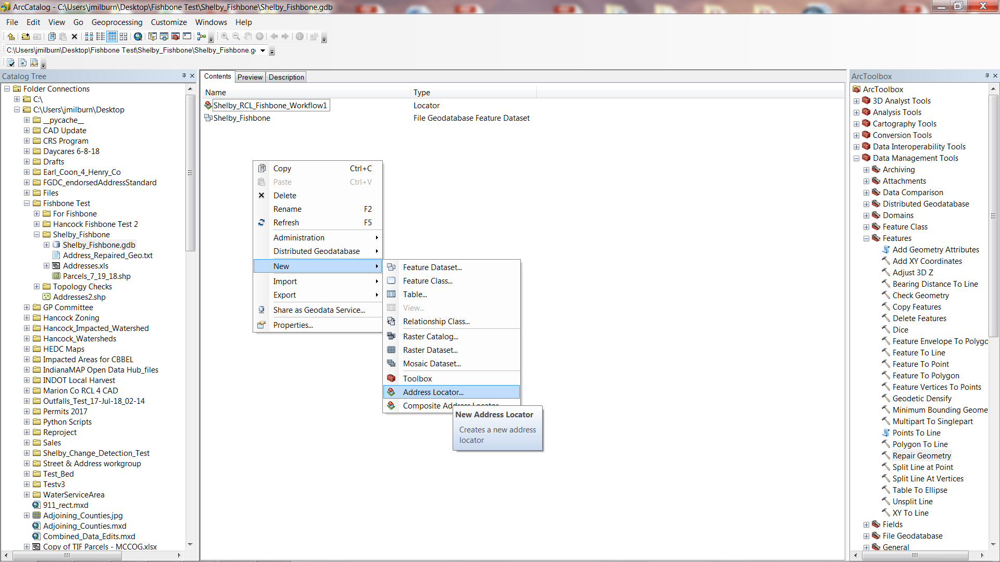 ArcCatalog - C:\Users\jmilburn\Desktop\Fishbone Test\Shelby_Fishbone\Shelby_Fishbone.gdb
File Edit View Go Geoprocessing Customize Windows Help
C:\Users\jmilburn\Desktop\Fishbone Test\Shelby_Fishbone\Shelby_Fishbone.g
Catalog Tree
Folder Connections
C:\
C:\Users\jmilburn\Desktop
__pycache__
CAD Update
CRS Program
Daycares 6-8-18
Drafts
Earl_Coon_4_Henry_Co
FGDC_endorsedAddressStandard
Files
Fishbone Test
For Fishbone
Hancock Fishbone Test 2
Shelby_Fishbone
Shelby_Fishbone.gdb
Address_Repaired_Geo.txt
Addresses.xls
Parcels_7_19_18.shp
Topology Checks
Addresses2.shp
GP Committee
Hancock Zoning
Hancock_Impacted_Watershed
Hancock_Watersheds
HEDC Maps
Impacted Areas for CBBEL
IndianaMAP Open Data Hub_files
INDOT Local Harvest
Marion Co RCL 4 CAD
Outfalls_Test_17-Jul-18_02-14
Permits 2017
Python Scripts
Reproject
Sales
Shelby_Change_Detection_Test
Street & Address workgroup
Test_Bed
Testv3
WaterServiceArea
911_rect.mxd
Adjoining_Counties.jpg
Adjoining_Counties.mxd
Combined_Data_Edits.mxd
Copy of TIF Parcels - MCCOG.xlsx
Contents Preview Description
Name Type
Shelby_RCL_Fishbone_Workflow1 Locator
Shelby_Fishbone File Geodatabase Feature Dataset
Copy Ctrl+C
Paste Ctrl+V
Delete
Rename F2
Refresh F5
Administration
Distributed Geodatabase
New
Import
Export
Share as Geodata Service...
Properties...
Feature Dataset...
Feature Class...
Table...
View...
Relationship Class...
Raster Catalog...
Raster Dataset...
Mosaic Dataset...
Toolbox
Address Locator...
Composite Address Locator
New Address Locator
Creates a new address
locator
ArcToolbox
ArcToolbox
3D Analyst Tools
Analysis Tools
Cartography Tools
Conversion Tools
Data Interoperability Tools
Data Management Tools
Archiving
Attachments
Data Comparison
Distributed Geodatabase
Domains
Feature Class
Features
Add Geometry Attributes
Add XY Coordinates
Adjust 3D Z
Bearing Distance To Line
Check Geometry
Copy Features
Delete Features
Dice
Feature Envelope To Polygo
Feature To Line
Feature To Point
Feature To Polygon
Feature Vertices To Points
Geodetic Densify
Minimum Bounding Geome
Multipart To Singlepart
Points To Line
Polygon To Line
Repair Geometry
Split Line at Point
Split Line At Vertices
Table To Ellipse
Unsplit Line
XY To Line
Fields
File Geodatabase
General